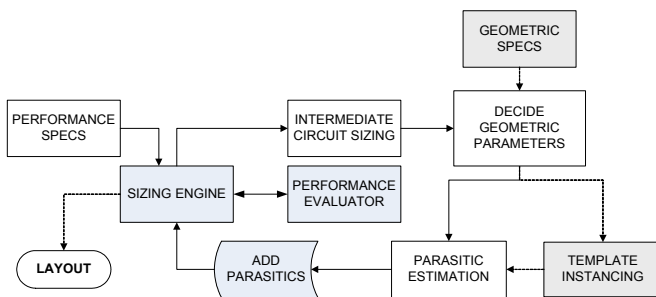 GEOMETRIC
SPECS
PERFORMANCE
SPECS
INTERMEDIATE
CIRCUIT SIZING
DECIDE
GEOMETRIC
PARAMETERS
SIZING ENGINE
PERFORMANCE
EVALUATOR
LAYOUT
ADD
PARASITICS
PARASITIC
ESTIMATION
TEMPLATE
INSTANCING